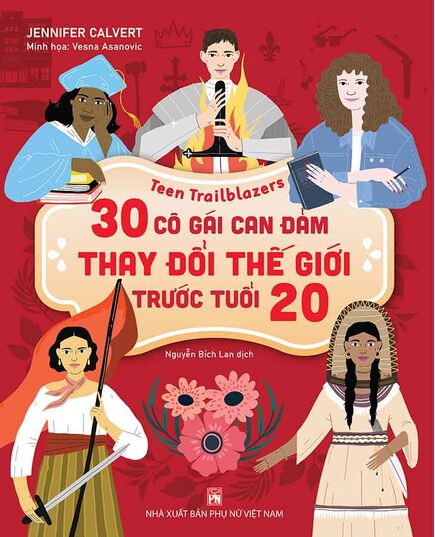 JENNIFER CALVERT
Minh họa: Vesna Asanovic
Teen Trailblazers
30 CÔ GÁI CAN ĐẢM
THAY ĐỔI THẾ GIỚI
TRƯỚC TUỔI 20
Nguyễn Bích Lan dịch
PN
NHÀ XUẤT BẢN PHỤ NỮ VIỆT NAM